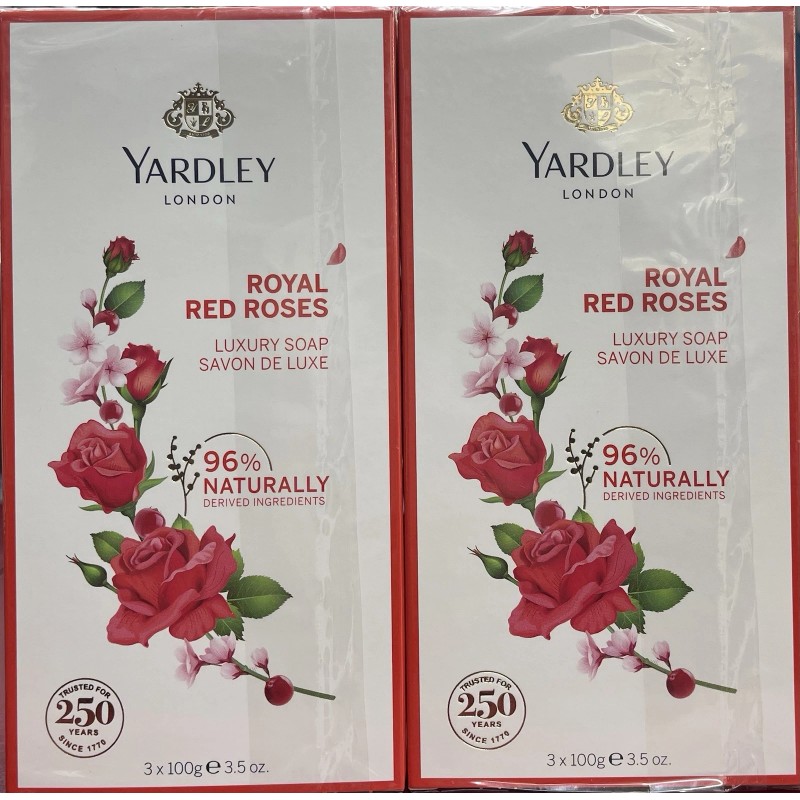 YARDLEY
LONDON
ROYAL
RED ROSES
LUXURY SOAP
SAVON DE LUXE
96%
NATURALLY
DERIVED INGREDIENTS
TRUSTED FOR
250
YEARS
SINCE 1770
3 x 100g ℮ 3.5 oz.
YARDLEY
LONDON
ROYAL
RED ROSES
LUXURY SOAP
SAVON DE LUXE
96%
NATURALLY
DERIVED INGREDIENTS
TRUSTED FOR
250
YEARS
SINCE 1770
3 x 100g ℮ 3.5 oz.